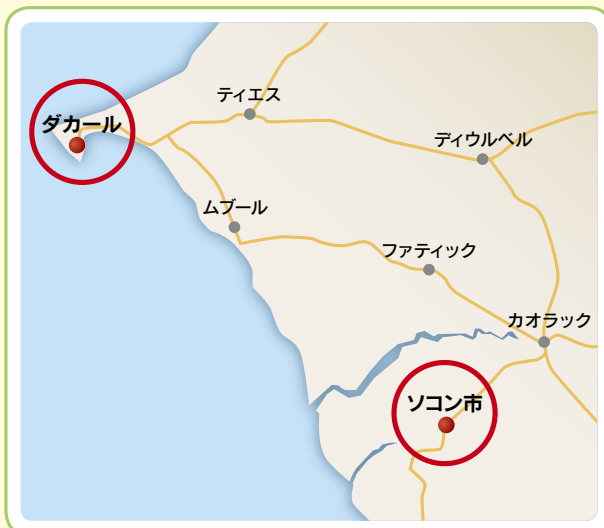 ティエス
ダカール
ディウルベル
ムブール
ファティック
カオラック
ソコン市